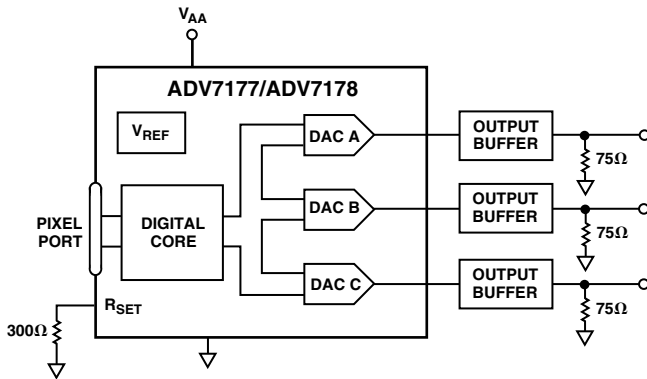 VAA
ADV7177/ADV7178
VREF
DAC A
OUTPUT
BUFFER
75Ω
PIXEL
PORT
DIGITAL
CORE
DAC B
OUTPUT
BUFFER
75Ω
DAC C
OUTPUT
BUFFER
75Ω
RSET
300Ω